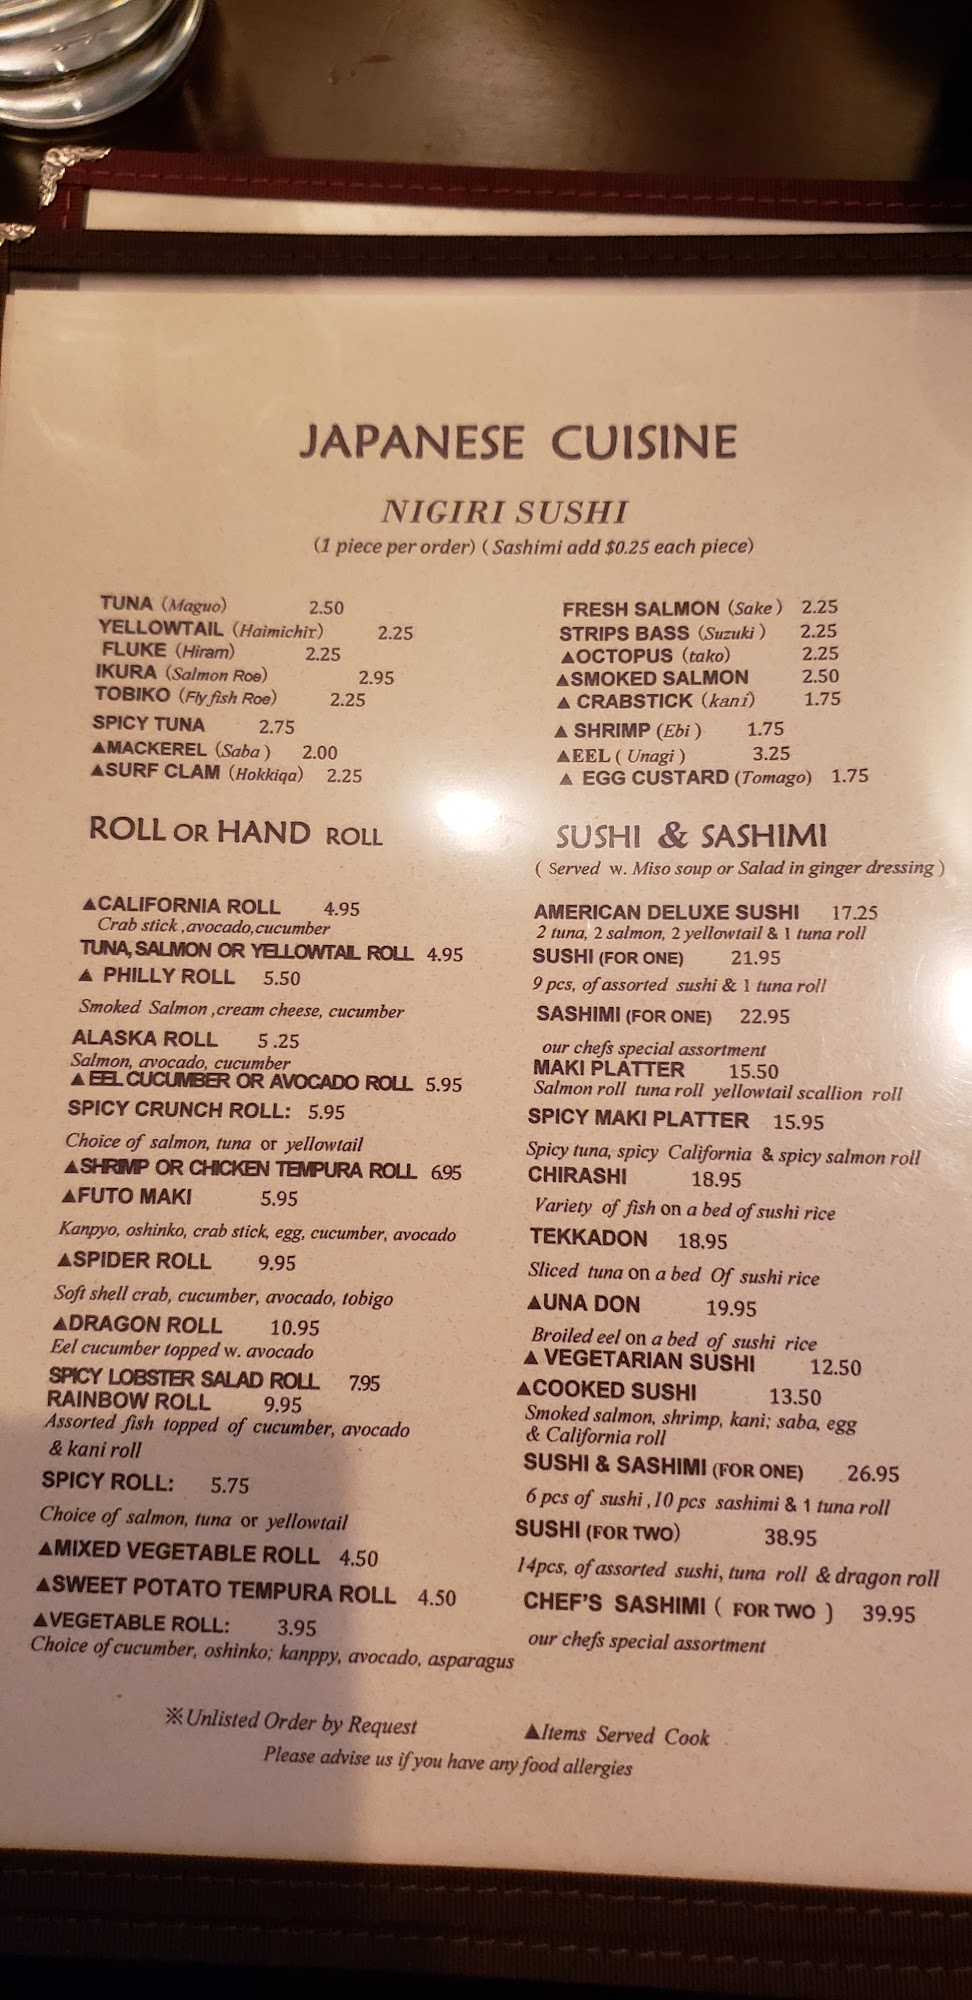 JAPANESE CUISINE
NIGIRI SUSHI
(1 piece per order) ( Sashimi add $0.25 each piece)
TUNA (Maguo) 2.50
YELLOWTAIL (Haimichir) 2.25
FLUKE (Hiram) 2.25
IKURA (Salmon Roe) 2.95
TOBIKO (Fly fish Roe) 2.25
SPICY TUNA 2.75
▲MACKEREL (Saba ) 2.00
▲SURF CLAM (Hokkiqa) 2.25
FRESH SALMON (Sake ) 2.25
STRIPS BASS (Suzuki ) 2.25
▲OCTOPUS (tako) 2.25
▲SMOKED SALMON 2.50
▲ CRABSTICK (kani) 1.75
▲ SHRIMP (Ebi ) 1.75
▲EEL ( Unagi ) 3.25
▲ EGG CUSTARD (Tomago) 1.75
ROLL OR HAND ROLL
▲CALIFORNIA ROLL 4.95
Crab stick ,avocado,cucumber
TUNA, SALMON OR YELLOWTAIL ROLL 4.95
▲ PHILLY ROLL 5.50
Smoked Salmon ,cream cheese, cucumber
ALASKA ROLL 5 .25
Salmon, avocado, cucumber
▲ EEL CUCUMBER OR AVOCADO ROLL 5.95
SPICY CRUNCH ROLL: 5.95
Choice of salmon, tuna or yellowtail
▲SHRIMP OR CHICKEN TEMPURA ROLL 6.95
▲FUTO MAKI 5.95
Kanpyo, oshinko, crab stick, egg, cucumber, avocado
▲SPIDER ROLL 9.95
Soft shell crab, cucumber, avocado, tobigo
▲DRAGON ROLL 10.95
Eel cucumber topped w. avocado
SPICY LOBSTER SALAD ROLL 7.95
RAINBOW ROLL 9.95
Assorted fish topped of cucumber, avocado
& kani roll
SPICY ROLL: 5.75
Choice of salmon, tuna or yellowtail
▲MIXED VEGETABLE ROLL 4.50
▲SWEET POTATO TEMPURA ROLL 4.50
▲VEGETABLE ROLL: 3.95
Choice of cucumber, oshinko; kanppy, avocado, asparagus
SUSHI & SASHIMI
( Served w. Miso soup or Salad in ginger dressing )
AMERICAN DELUXE SUSHI 17.25
2 tuna, 2 salmon, 2 yellowtail & 1 tuna roll
SUSHI (FOR ONE) 21.95
9 pcs, of assorted sushi & 1 tuna roll
SASHIMI (FOR ONE) 22.95
our chefs special assortment
MAKI PLATTER 15.50
Salmon roll tuna roll yellowtail scallion roll
SPICY MAKI PLATTER 15.95
Spicy tuna, spicy California & spicy salmon roll
CHIRASHI 18.95
Variety of fish on a bed of sushi rice
TEKKADON 18.95
Sliced tuna on a bed Of sushi rice
▲UNA DON 19.95
Broiled eel on a bed of sushi rice
▲ VEGETARIAN SUSHI 12.50
▲COOKED SUSHI 13.50
Smoked salmon, shrimp, kani; saba, egg
& California roll
SUSHI & SASHIMI (FOR ONE) 26.95
6 pcs of sushi ,10 pcs sashimi & 1 tuna roll
SUSHI (FOR TWO) 38.95
14pcs, of assorted sushi, tuna roll & dragon roll
CHEF'S SASHIMI ( FOR TWO ) 39.95
our chefs special assortment
※Unlisted Order by Request
▲Items Served Cook
Please advise us if you have any food allergies